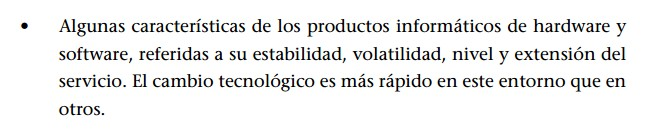 • Algunas características de los productos informáticos de hardware y
software, referidas a su estabilidad, volatilidad, nivel y extensión del
servicio. El cambio tecnológico es más rápido en este entorno que en
otros.